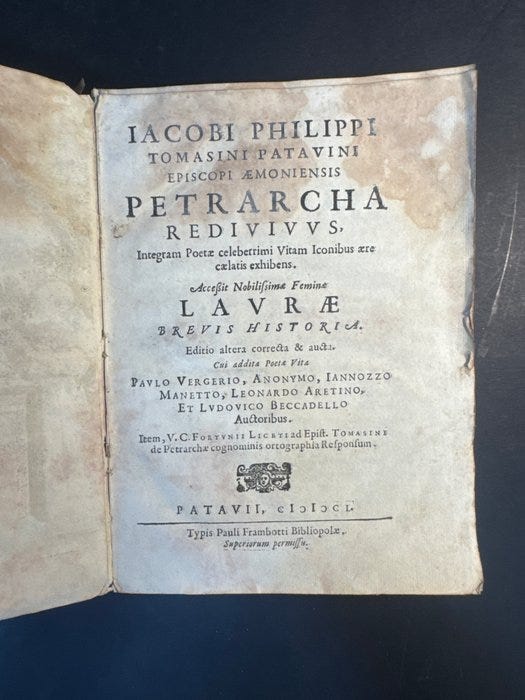 IACOBI PHILIPPI
TOMASINI PATAVINI
EPISCOPI ÆMONIENSIS
PETRARCHA
REDIVIVVS,
Integram Poetæ celeberrimi Vitam Iconibus ære
cælatis exhibens.
Accessit Nobilissimæ Feminæ
LAVRÆ
BREVIS HISTORIA.
Editio altera correcta & aucta.
Cui addita Poetæ Vita
PAVLO VERGERIO, ANONYMO, IANNOZZO
MANETTO, LEONARDO ARETINO,
ET LVDOVICO BECCADELLO
Auctoribus.
Item, V. C. FORTVNII LICETI ad Epist. TOMASINI
de Petrarchæ cognominis ortographia Responsum.
PATAVII, CIƆIƆCL.
Typis Pauli Frambotti Bibliopolæ.
Superiorum permissu.